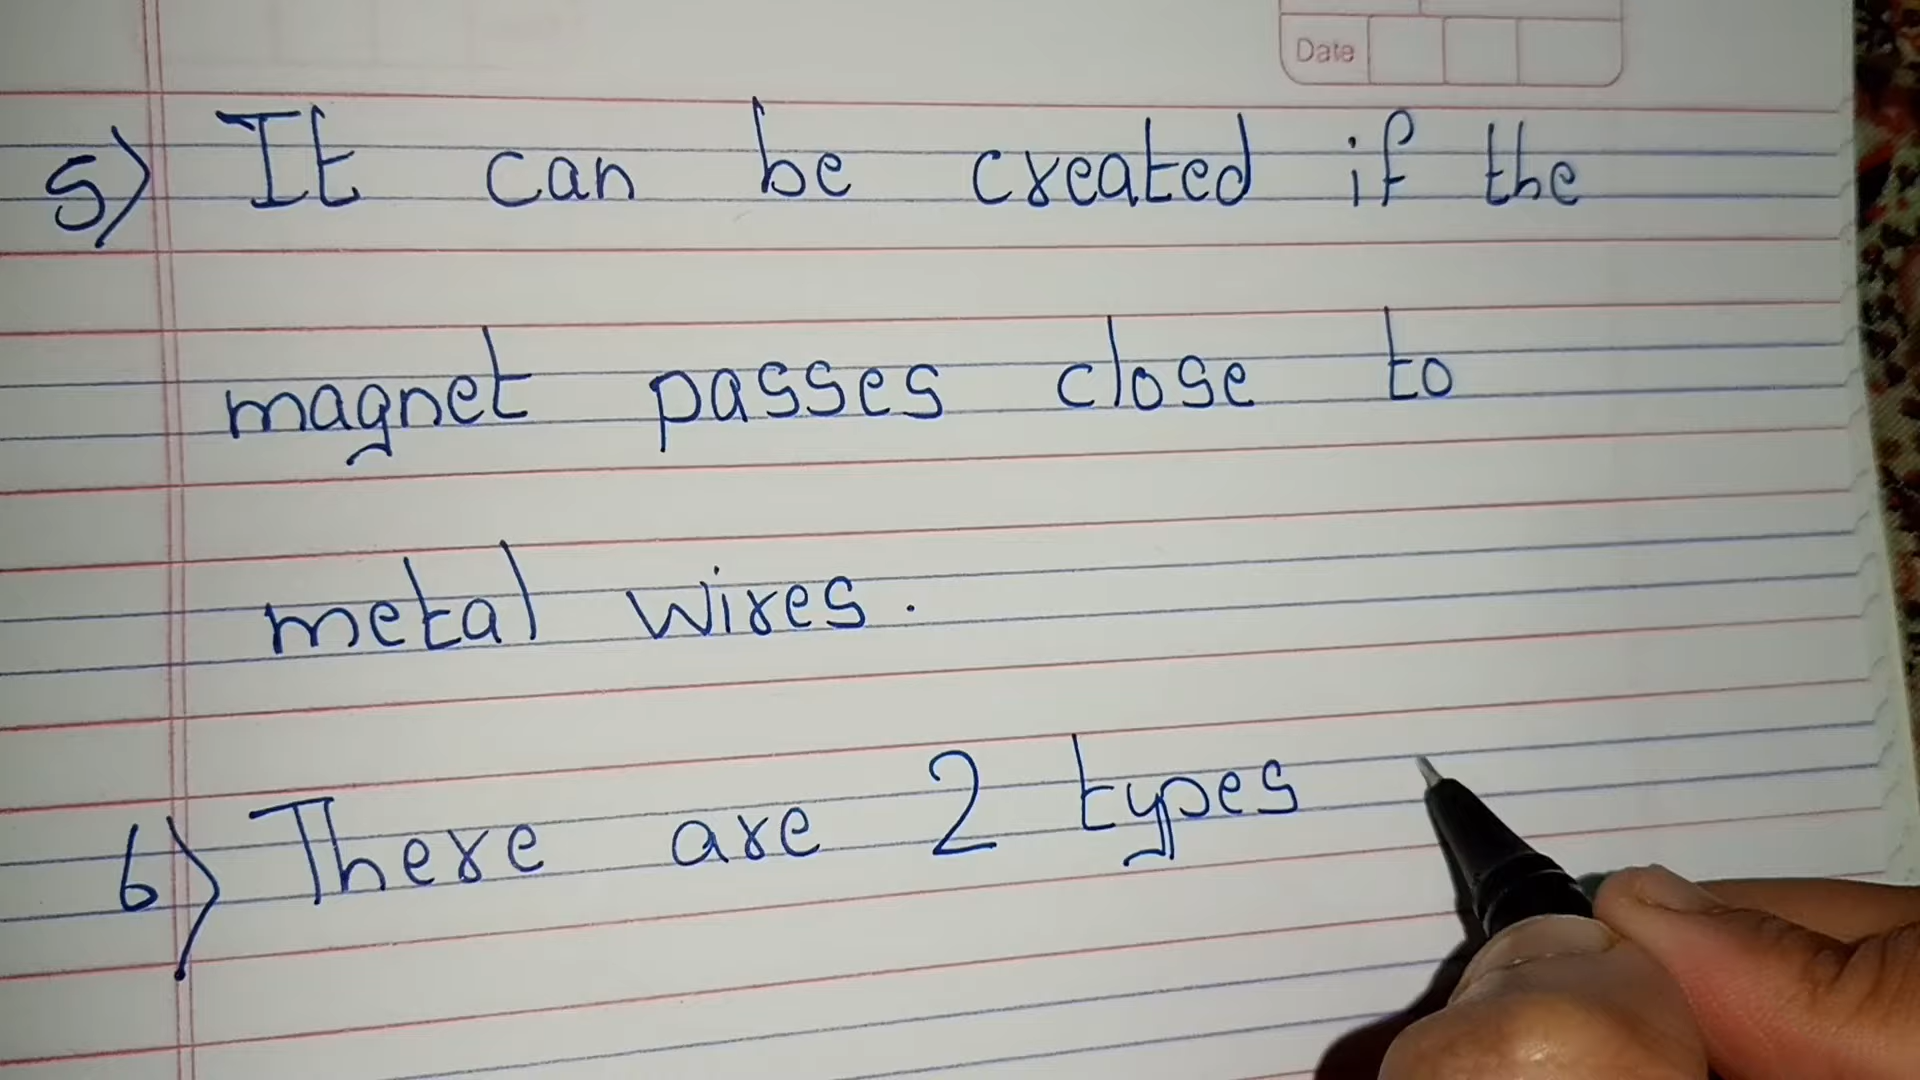 Date
5) It can be created if the
magnet passes close to
metal wires.
6) There are 2 types